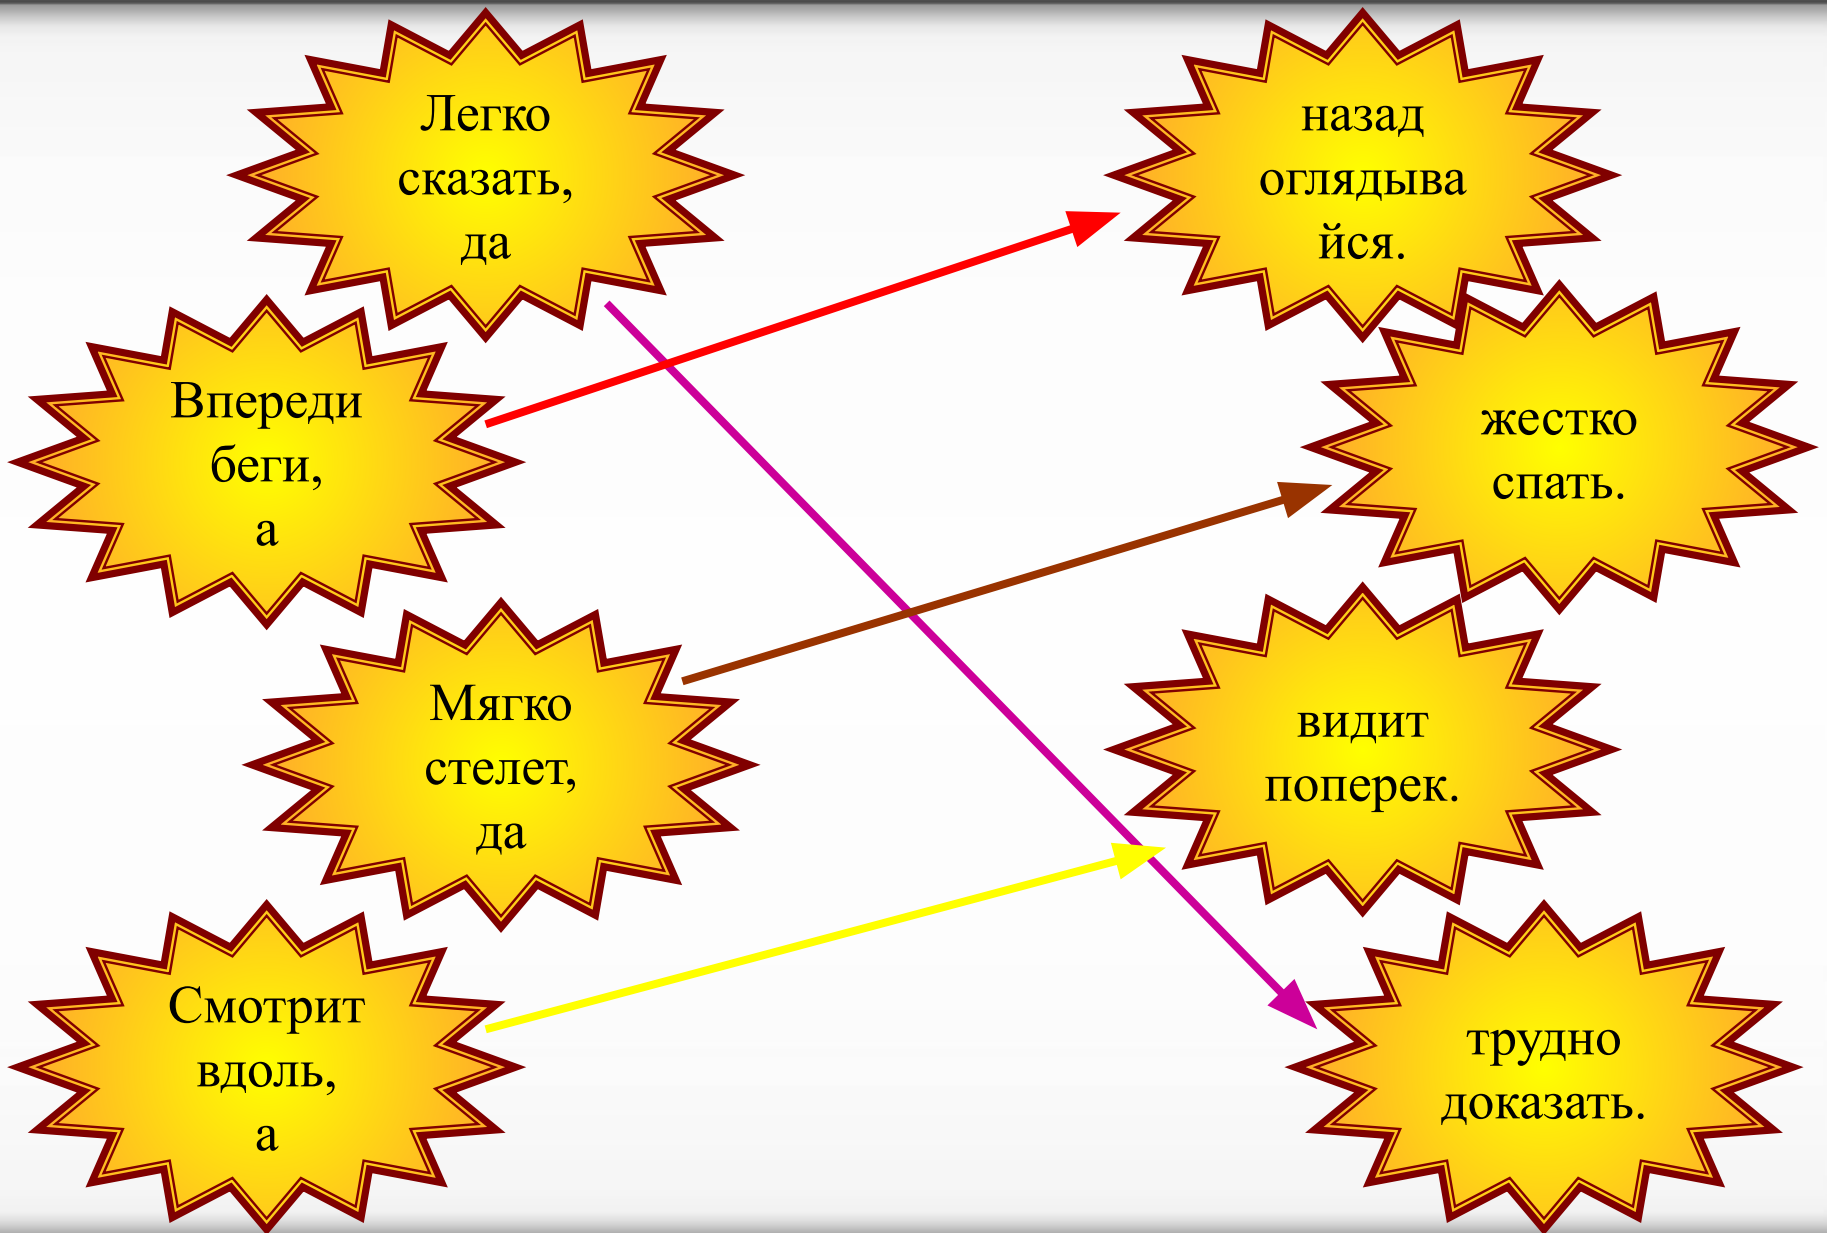 Легко
сказать,
да
Впереди
беги,
а
Мягко
стелет,
да
Смотрит
вдоль,
а
назад
оглядыва
йся.
жестко
спать.
видит
поперек.
трудно
доказать.